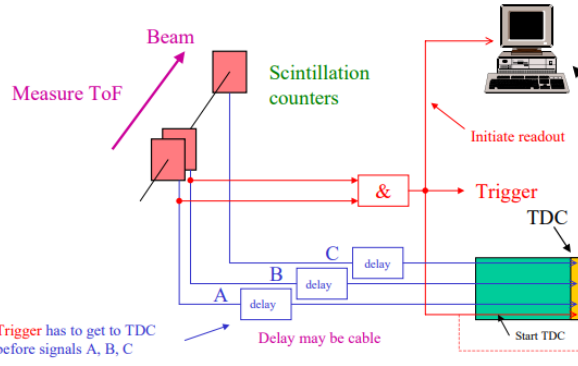 Beam
Measure ToF
Scintillation
counters
Initiate readout
&
Trigger
TDC
C
delay
B
delay
A
delay
Trigger has to get to TDC
before signals A, B, C
Delay may be cable
Start TDC